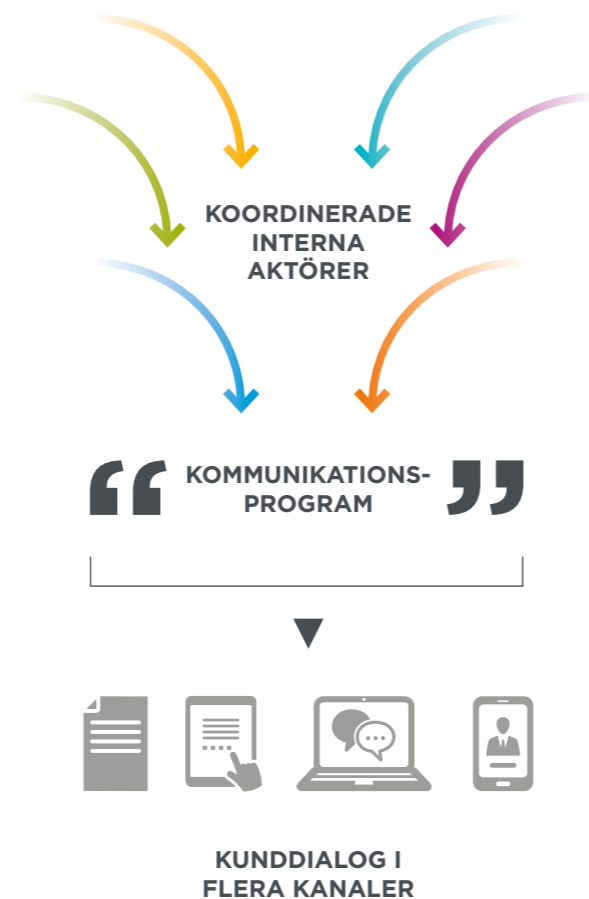 KOORDINERADE
INTERNA
AKTÖRER
“ KOMMUNIKATIONS- ”
PROGRAM
KUNDDIALOG I
FLERA KANALER